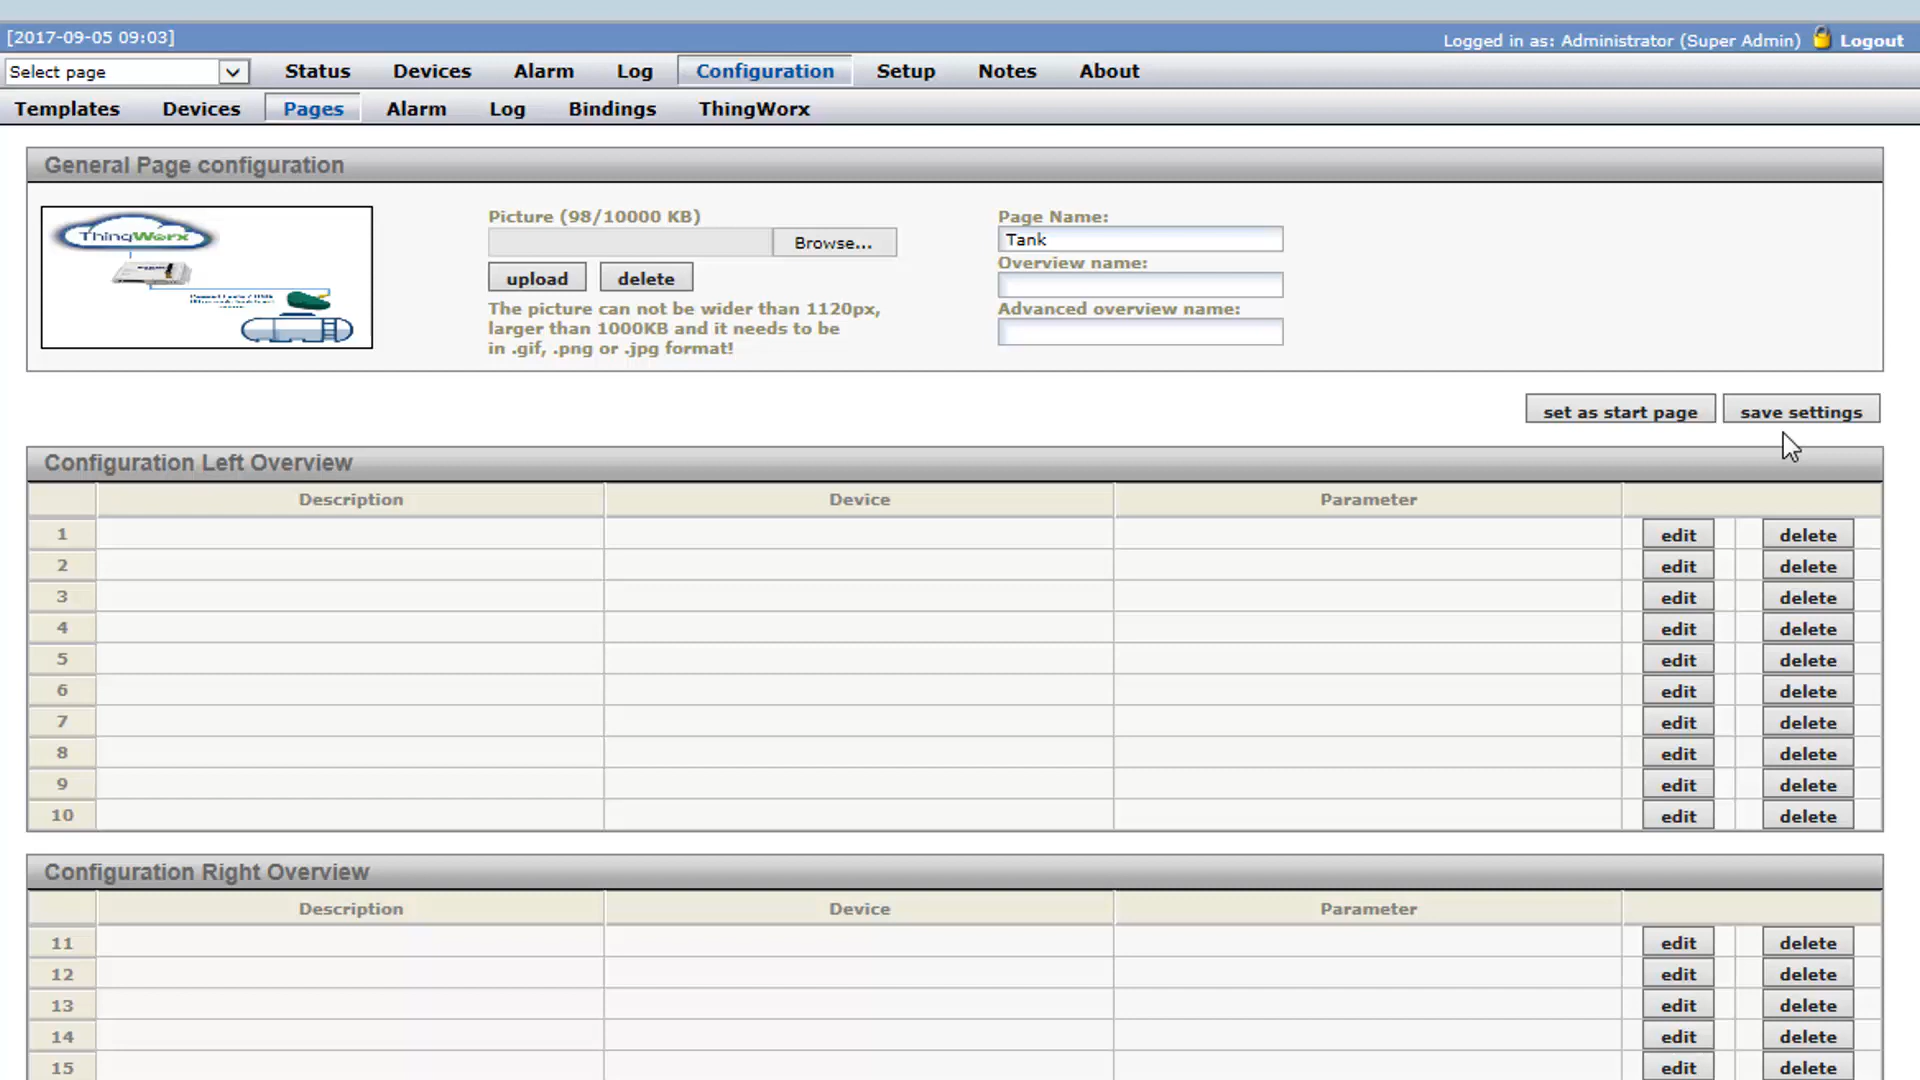 [2017-09-05 09:03]
Logged in as: Administrator (Super Admin) Logout
Select page Status Devices Alarm Log Configuration Setup Notes About
Templates Devices Pages Alarm Log Bindings ThingWorx
General Page configuration
ThingWorx
Picture (98/10000 KB)
Browse...
upload delete
The picture can not be wider than 1120px,
larger than 1000KB and it needs to be
in .gif, .png or .jpg format!
Page Name:
Tank
Overview name:
Advanced overview name:
set as start page save settings
Configuration Left Overview
Description Device Parameter
1 edit delete
2 edit delete
3 edit delete
4 edit delete
5 edit delete
6 edit delete
7 edit delete
8 edit delete
9 edit delete
10 edit delete
Configuration Right Overview
Description Device Parameter
11 edit delete
12 edit delete
13 edit delete
14 edit delete
15 edit delete